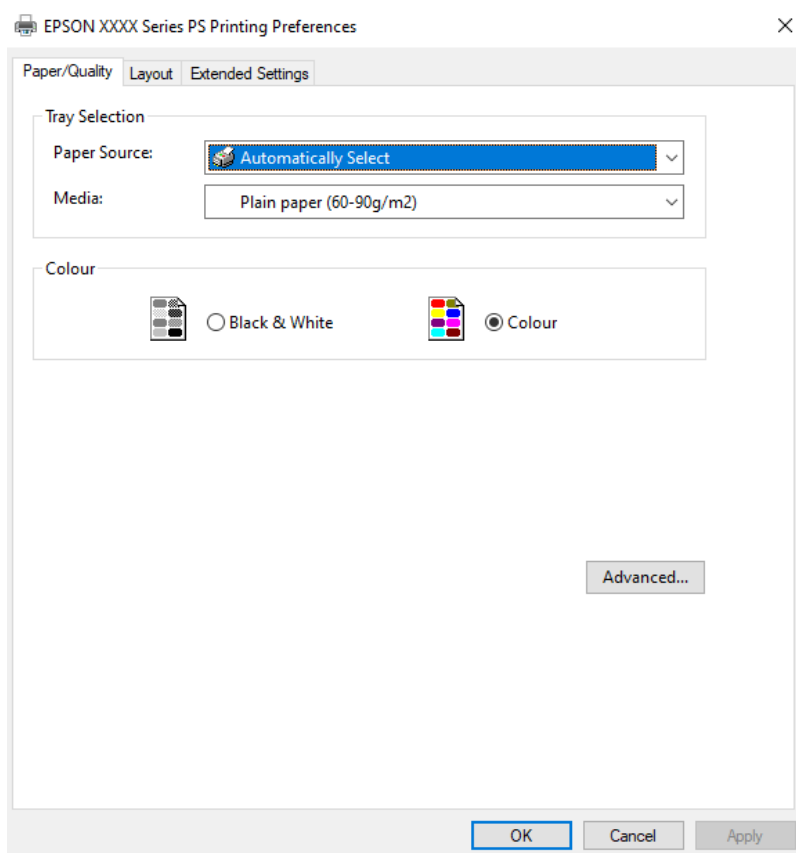 EPSON XXXX Series PS Printing Preferences
Paper/Quality Layout Extended Settings
Tray Selection
Paper Source: Automatically Select
Media: Plain paper (60-90g/m2)
Colour
Black & White Colour
Advanced...
OK Cancel Apply